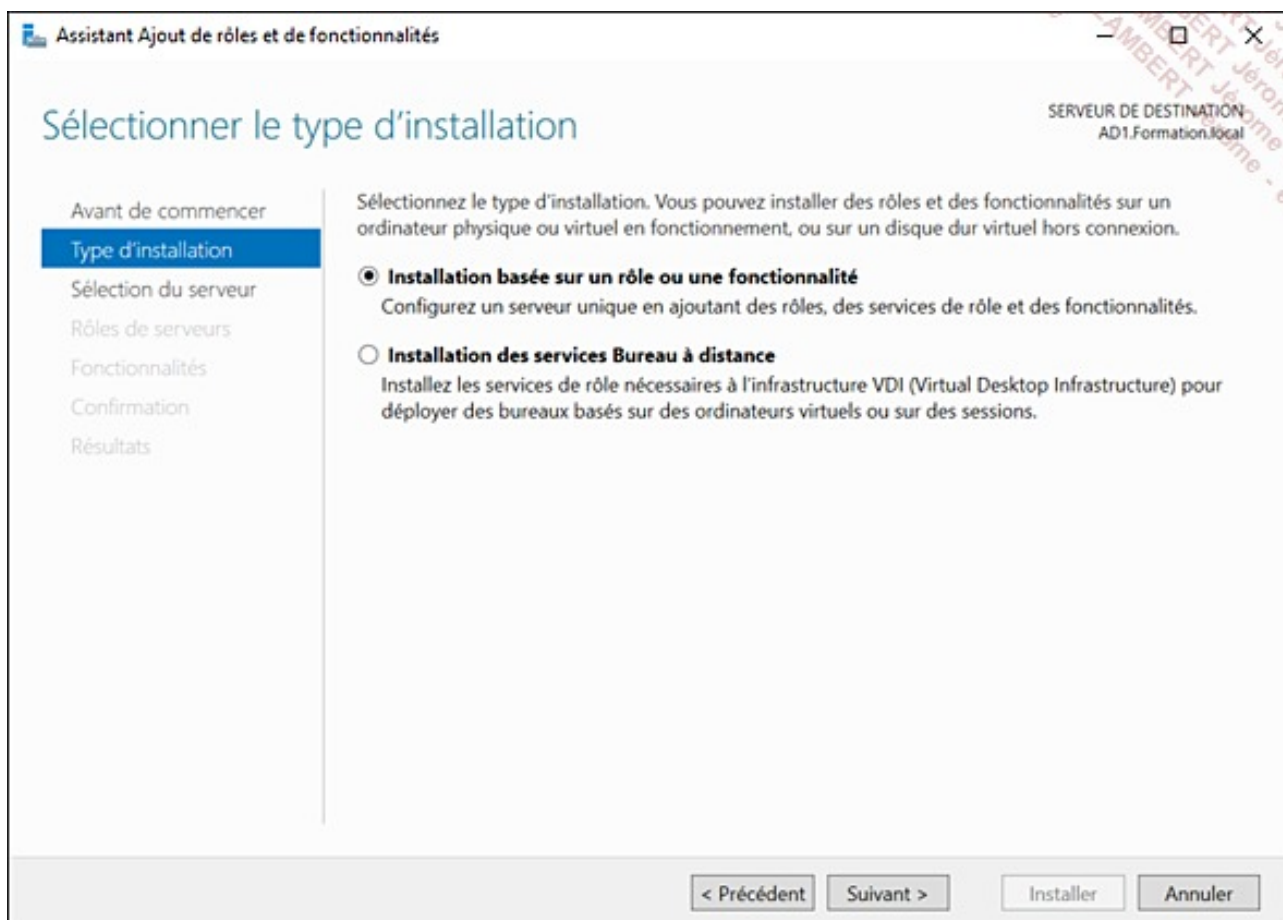 Assistant Ajout de rôles et de fonctionnalités
Sélectionner le type d'installation
SERVEUR DE DESTINATION
AD1.Formation.local
Avant de commencer
Type d'installation
Sélection du serveur
Rôles de serveurs
Fonctionnalités
Confirmation
Résultats
Sélectionnez le type d'installation. Vous pouvez installer des rôles et des fonctionnalités sur un
ordinateur physique ou virtuel en fonctionnement, ou sur un disque dur virtuel hors connexion.
Installation basée sur un rôle ou une fonctionnalité
Configurez un serveur unique en ajoutant des rôles, des services de rôle et des fonctionnalités.
Installation des services Bureau à distance
Installez les services de rôle nécessaires à l'infrastructure VDI (Virtual Desktop Infrastructure) pour
déployer des bureaux basés sur des ordinateurs virtuels ou sur des sessions.
< Précédent
Suivant >
Installer
Annuler
LAMBERT Jérome